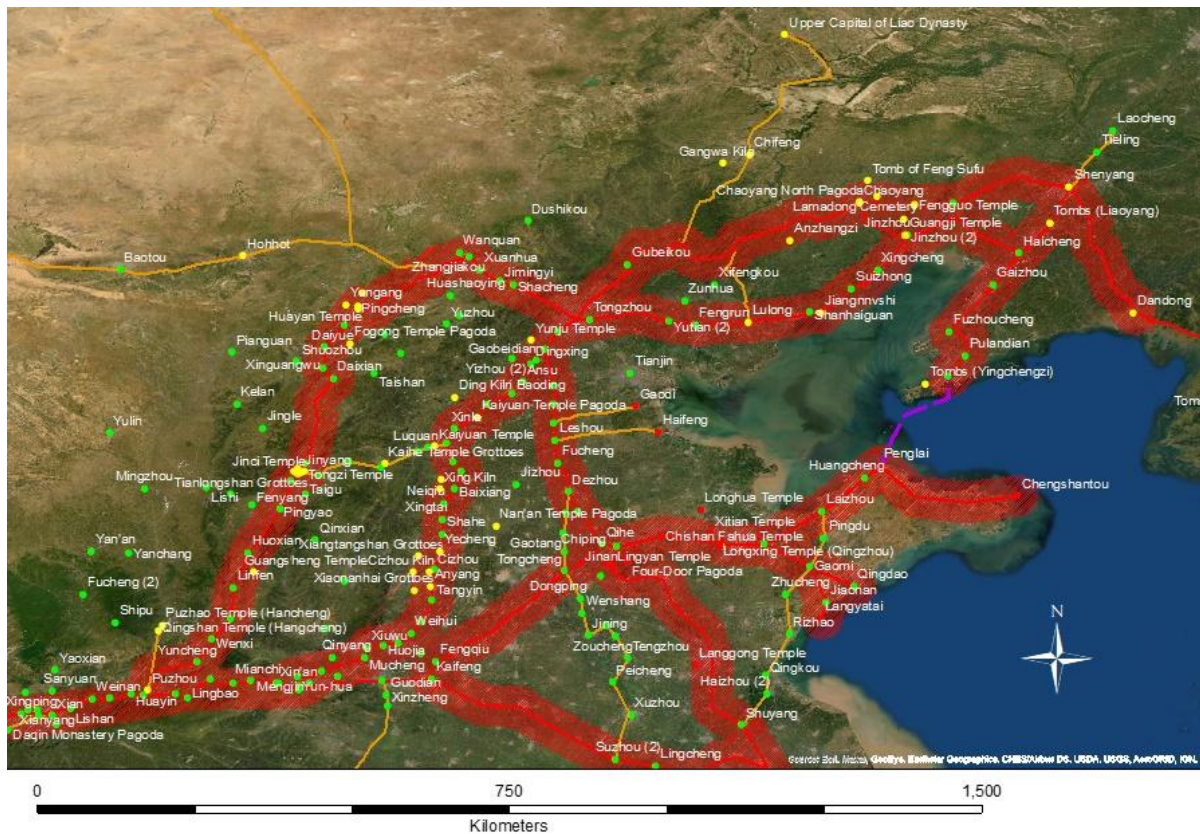 Upper Capital of Liao Dynasty
Laocheng
Tieling
Chifeng
Gangwa Kiln
Tomb of Feng Sufu
Shenyang
Chaoyang North Pagoda
Chaoyang
Lamadong Cemetery
Fengguo Temple
Tombs (Liaoyang)
Dushikou
Jinzhou
Guangji Temple
Anzhangzi
Jinzhou (2)
Haicheng
Hohhot
Baotou
Wanquan
Xuanhua
Gubeikou
Xingcheng
Gaizhou
Zhangjiakou
Jimingyi
Xifengkou
Suizhong
Huashaoying
Shacheng
Zunhua
Jiangnvshi
Dandong
Yungang
Pingcheng
Tongzhou
Fengrun
Lulong
Shanhaiguan
Huayan Temple
Yuzhou
Yutian (2)
Fuzhoucheng
Daiyue
Fogong Temple Pagoda
Yunju Temple
Pianguan
Shuozhou
Gaobeidian
Pingxing
Pulandian
Xinguangwu
Daixian
Yizhou (2)
Ansu
Tianjin
Tombs (Yingchengzi)
Taishan
Ding Kiln
Baoding
Kelan
Kaiyuan Temple Pagoda
Gaodi
Tom
Yulin
Jingle
Xinle
Leshou
Haifeng
Luquan
Kaiyuan Temple
Fucheng
Penglai
Jinci Temple
Jinyang
Kaihe Temple Grottoes
Huangcheng
Mingzhou
Tongzi Temple
Xing Kiln
Jizhou
Dezhou
Tianlongshan Grottoes
Chengshantou
Lishi
Fenyang
Taigu
Neiqiu
Baixiang
Longhua Temple
Laizhou
Pingyao
Xingtai
Nan'an Temple Pagoda
Xitian Temple
Pingdu
Yan'an
Qinxian
Shahe
Qihe
Yanchang
Huoxian
Xiangtangshan Grottoes
Yecheng
Gaotang
Chiping
Chishan Fahua Temple
Guangsheng Temple
Cizhou Kiln
Cizhou
Tongcheng
Jinan
Lingyan Temple
Longxing Temple (Qingzhou)
Gaomi
Qingdao
Fucheng (2)
Linfen
Xiaonanhai Grottoes
Anyang
Dongping
Four-Door Pagoda
Zhucheng
Jiaonan
Tangyin
Wenshang
Langyatai
Shipu
Puzhao Temple (Hancheng)
Qingshan Temple (Hangcheng)
Weihui
Jining
Rizhao
Wenxi
Xiuwu
Zoucheng
Tengzhou
Langgong Temple
Yaoxian
Yuncheng
Qinyang
Huojia
Fengqiu
Peicheng
Qingkou
Sanyuan
Puzhou
Mianchi
Xin'an
Mucheng
Kaifeng
Haizhou (2)
Xingping
Weinan
Huayin
Lingbao
Mengjin
Guodian
Xinzheng
Xuzhou
Shuyang
Xian
Xianyang
Lishan
Daqin Monastery Pagoda
Suzhou (2)
Lingcheng
N
0
750
1,500
Kilometers